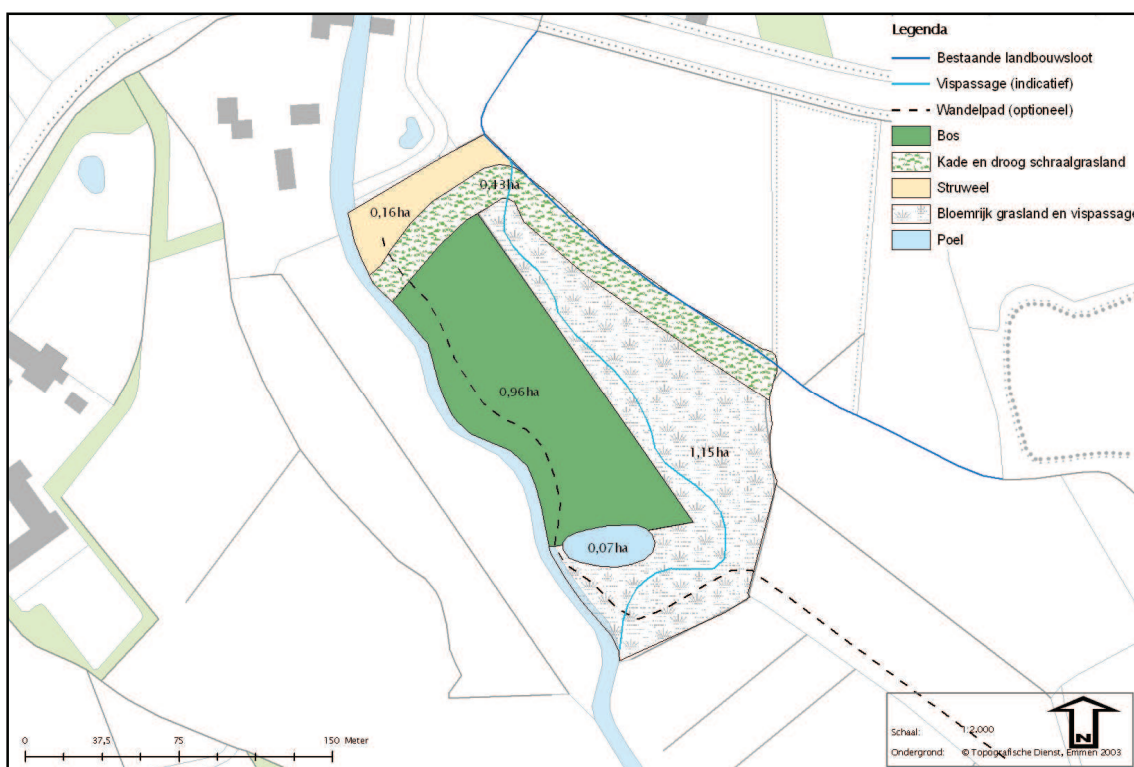 Legenda
Bestaande landbouwsloot
Vispassage (indicatief)
Wandelpad (optioneel)
Bos
Kade en droog schraalgrasland
Struweel
Bloemrijk grasland en vispassage
Poel
0,43ha
0,16ha
0,96ha
1,15ha
0,07ha
0 37,5 75 150 Meter
Schaal: 1:2.000
N
Ondergrond: © Topografische Dienst, Emmen 2003